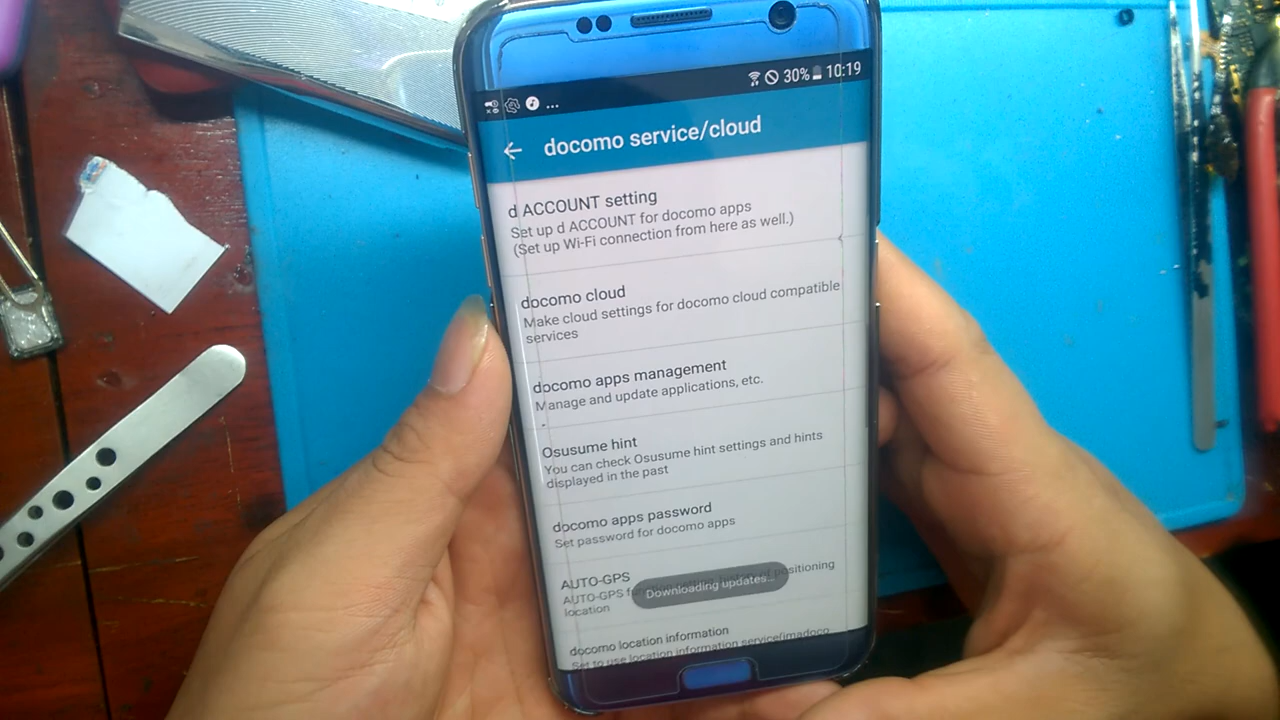 30% 10:19
docomo service/cloud
d ACCOUNT setting
Set up d ACCOUNT for docomo apps
(Set up Wi-Fi connection from here as well.)
docomo cloud
Make cloud settings for docomo cloud compatible
services
docomo apps management
Manage and update applications, etc.
Osusume hint
You can check Osusume hint settings and hints
displayed in the past
docomo apps password
Set password for docomo apps
AUTO-GPS
AUTO-GPS positioning
location
Downloading updates...
docomo location information
Set to use location information service(imadoco